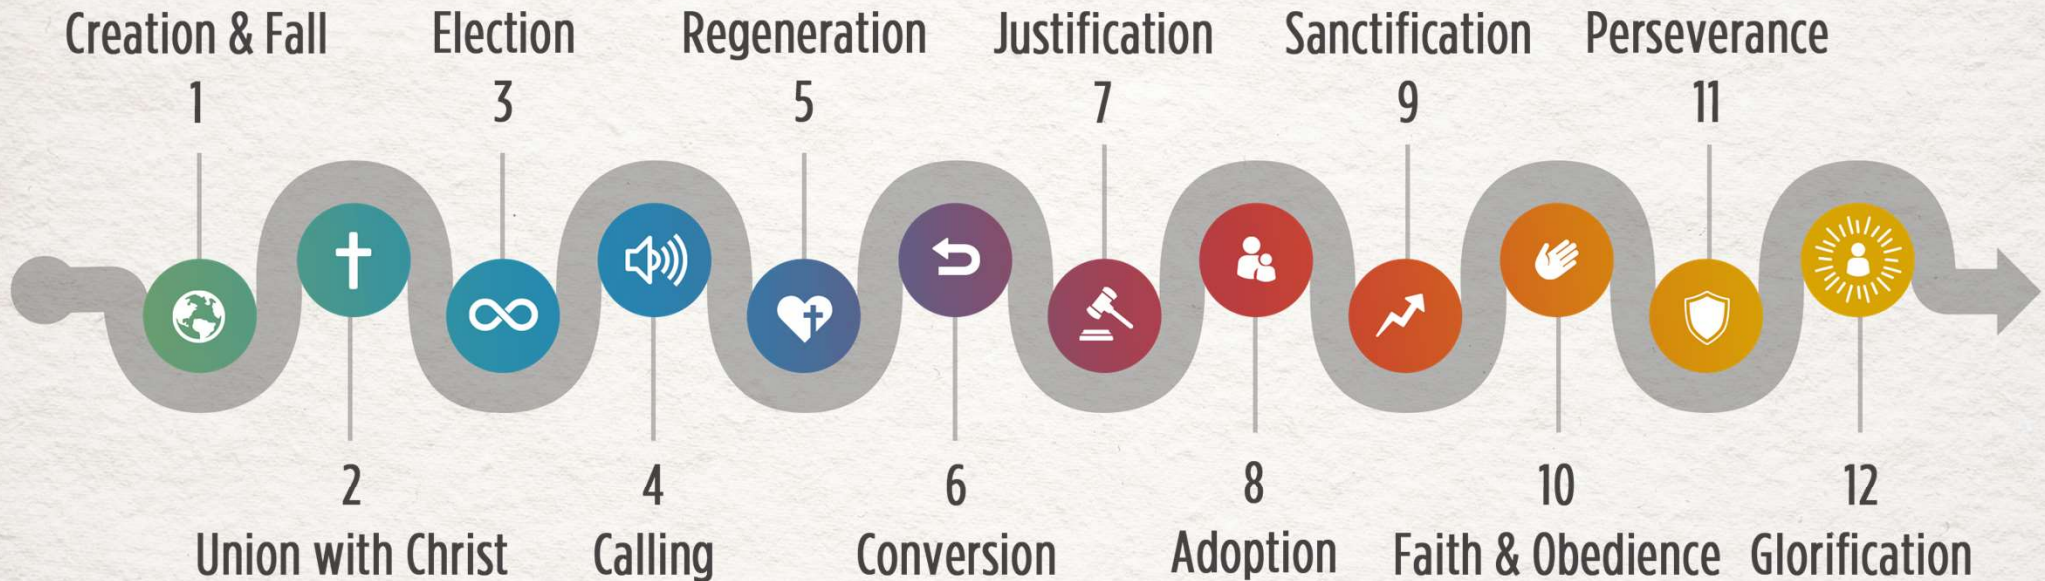 Creation & Fall
1
2
Union with Christ
Election
3
4
Calling
Regeneration
5
6
Conversion
Justification
7
8
Adoption
Sanctification
9
10
Faith & Obedience
Perseverance
11
12
Glorification